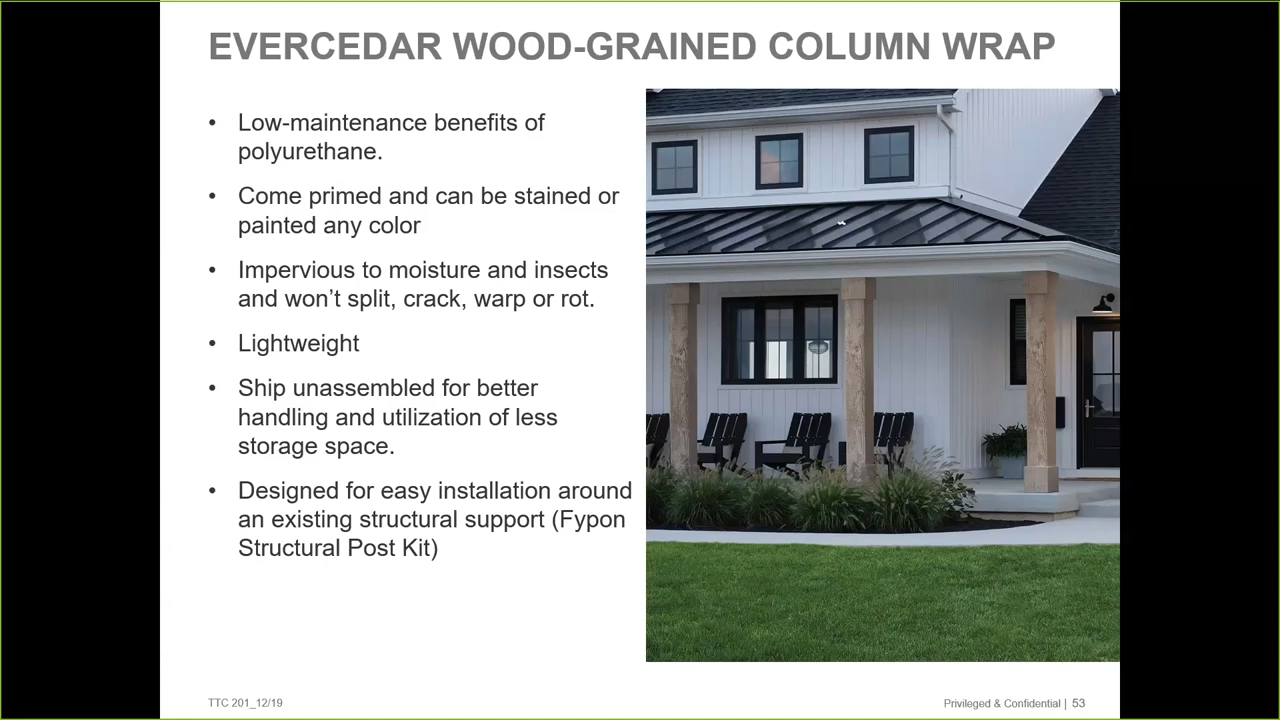 EVERCEDAR WOOD-GRAINED COLUMN WRAP
• Low-maintenance benefits of
polyurethane.
• Come primed and can be stained or
painted any color
• Impervious to moisture and insects
and won’t split, crack, warp or rot.
• Lightweight
• Ship unassembled for better
handling and utilization of less
storage space.
• Designed for easy installation around
an existing structural support (Fypon
Structural Post Kit)
TTC 201_12/19
Privileged & Confidential | 53